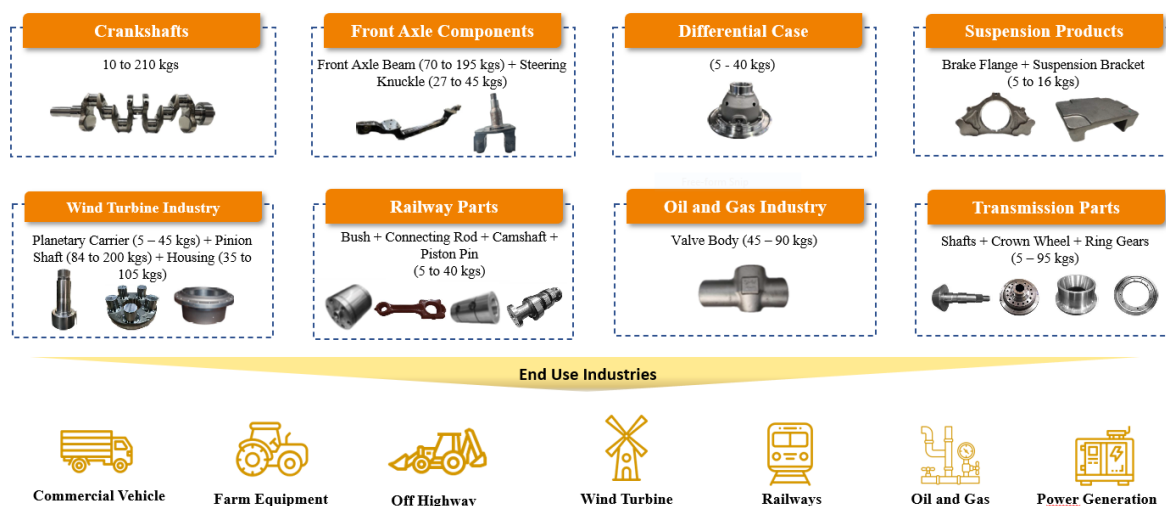 Crankshafts
10 to 210 kgs
Front Axle Components
Front Axle Beam (70 to 195 kgs) + Steering
Knuckle (27 to 45 kgs)
Differential Case
(5 - 40 kgs)
Suspension Products
Brake Flange + Suspension Bracket
(5 to 16 kgs)
Wind Turbine Industry
Planetary Carrier (5 – 45 kgs) + Pinion
Shaft (84 to 200 kgs) + Housing (35 to
105 kgs)
Railway Parts
Bush + Connecting Rod + Camshaft +
Piston Pin
(5 to 40 kgs)
Oil and Gas Industry
Valve Body (45 – 90 kgs)
Transmission Parts
Shafts + Crown Wheel + Ring Gears
(5 – 95 kgs)
End Use Industries
Commercial Vehicle
Farm Equipment
Off Highway
Wind Turbine
Railways
Oil and Gas
Power Generation